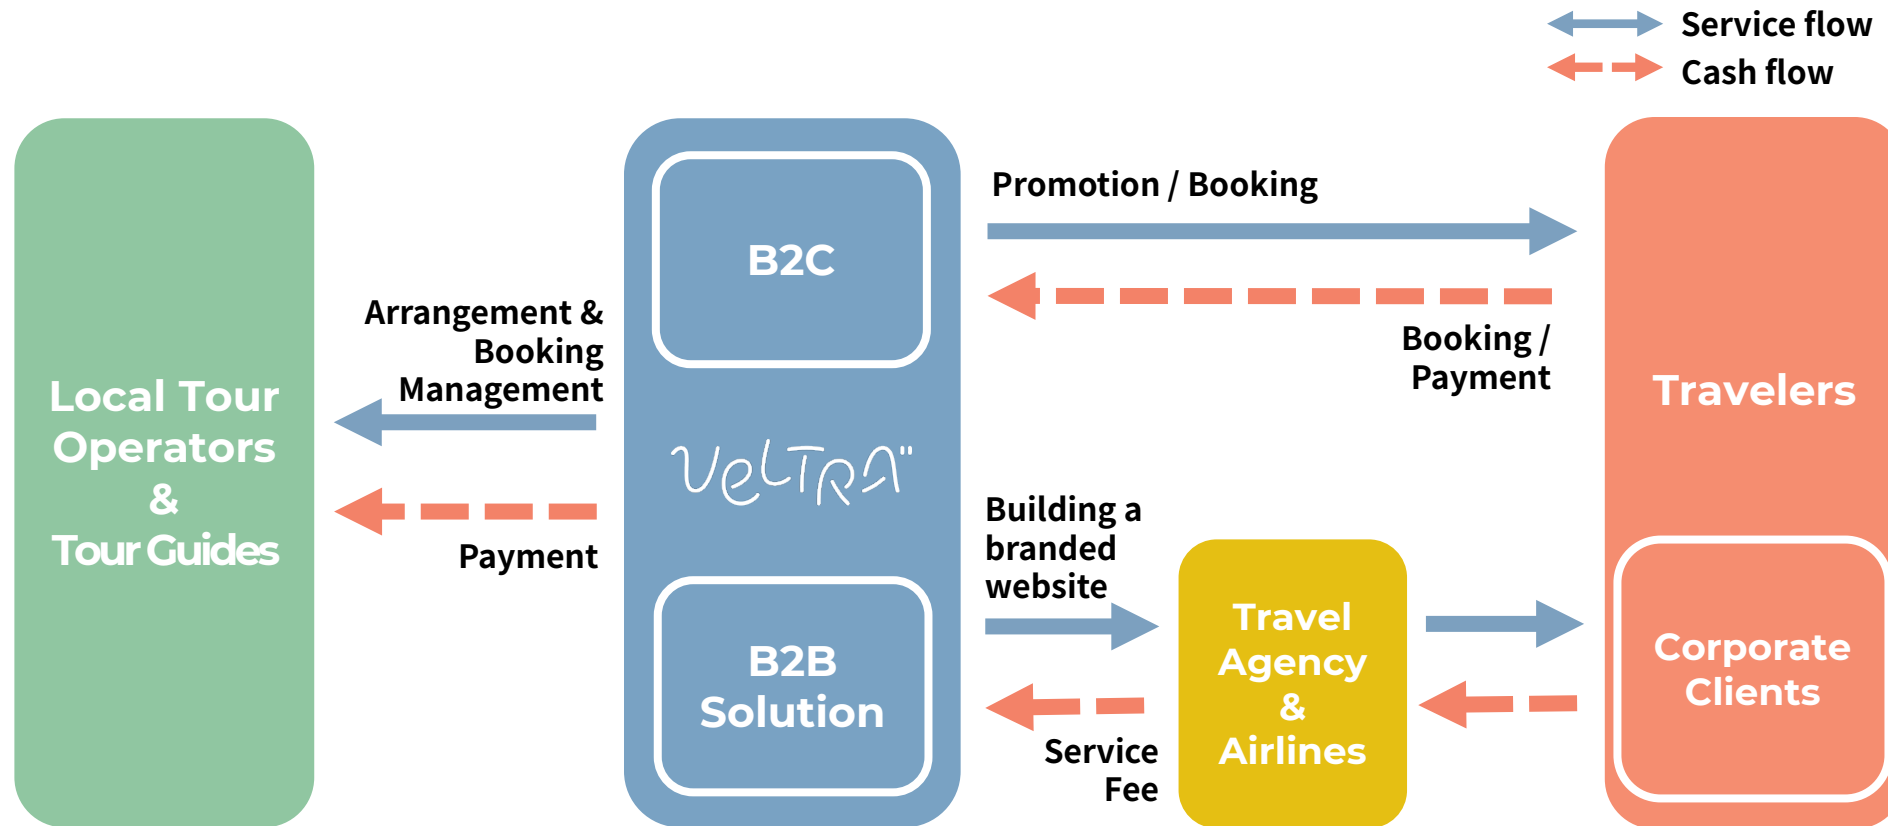 Service flow
Cash flow
Local Tour
Operators
&
Tour Guides
Arrangement &
Booking
Management
Payment
B2C
VELTRA
B2B
Solution
Promotion / Booking
Booking /
Payment
Building a
branded
website
Service
Fee
Travel
Agency
&
Airlines
Travelers
Corporate
Clients